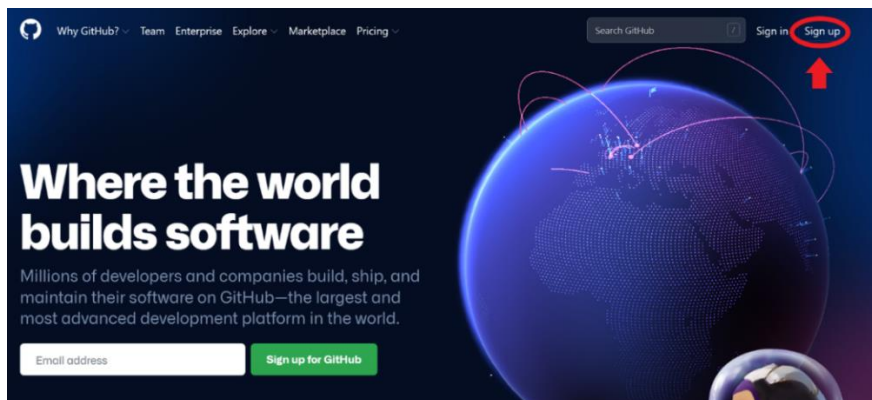 Why GitHub? Team Enterprise Explore Marketplace Pricing Search GitHub / Sign in Sign up
Where the world
builds software
Millions of developers and companies build, ship, and
maintain their software on GitHub—the largest and
most advanced development platform in the world.
Email address Sign up for GitHub